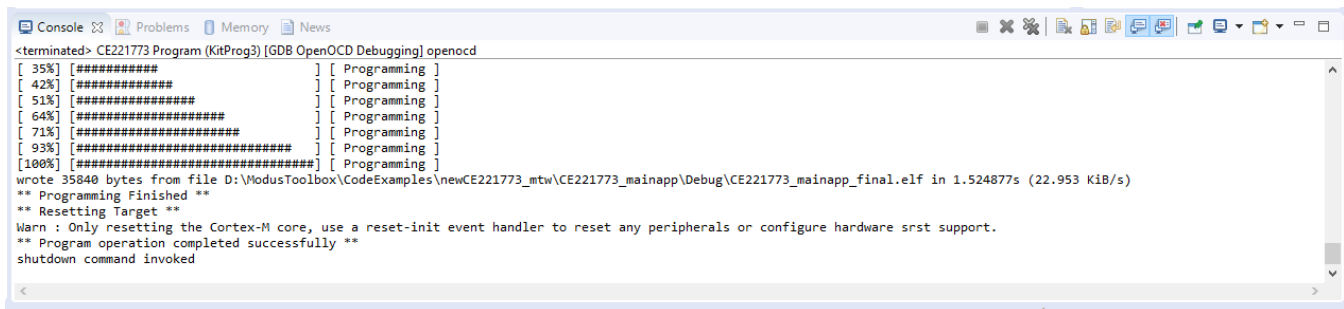 Console Problems Memory News
<terminated> CE221773 Program (KitProg3) [GDB OpenOCD Debugging] openocd
[ 35%] [###########                     ] [ Programming ]
[ 42%] [#############                   ] [ Programming ]
[ 51%] [################                ] [ Programming ]
[ 64%] [####################            ] [ Programming ]
[ 71%] [######################          ] [ Programming ]
[ 93%] [#############################   ] [ Programming ]
[100%] [################################] [ Programming ]
wrote 35840 bytes from file D:\ModusToolbox\CodeExamples\newCE221773_mtw\CE221773_mainapp\Debug\CE221773_mainapp_final.elf in 1.524877s (22.953 KiB/s)
** Programming Finished **
** Resetting Target **
Warn : Only resetting the Cortex-M core, use a reset-init event handler to reset any peripherals or configure hardware srst support.
** Program operation completed successfully **
shutdown command invoked